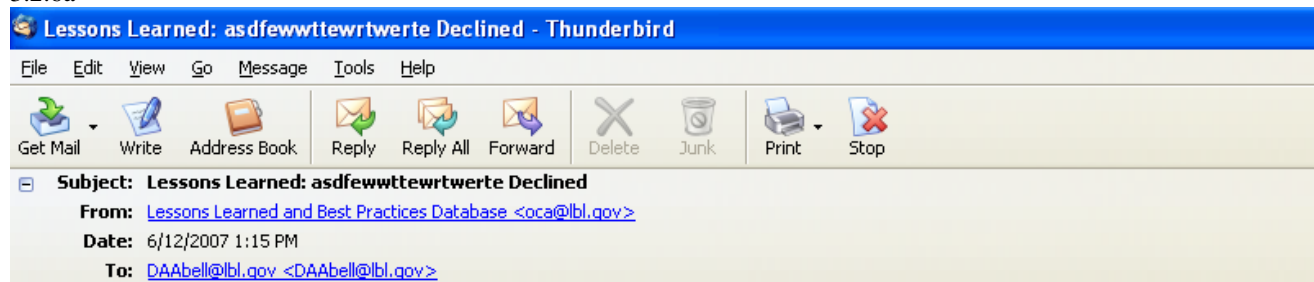 Lessons Learned: asdfewwttewrtwerte Declined - Thunderbird
File Edit View Go Message Tools Help
Get Mail Write Address Book Reply Reply All Forward Delete Junk Print Stop
Subject: Lessons Learned: asdfewwttewrtwerte Declined
From: Lessons Learned and Best Practices Database <oca@lbl.gov>
Date: 6/12/2007 1:15 PM
To: DAAbell@lbl.gov <DAAbell@lbl.gov>